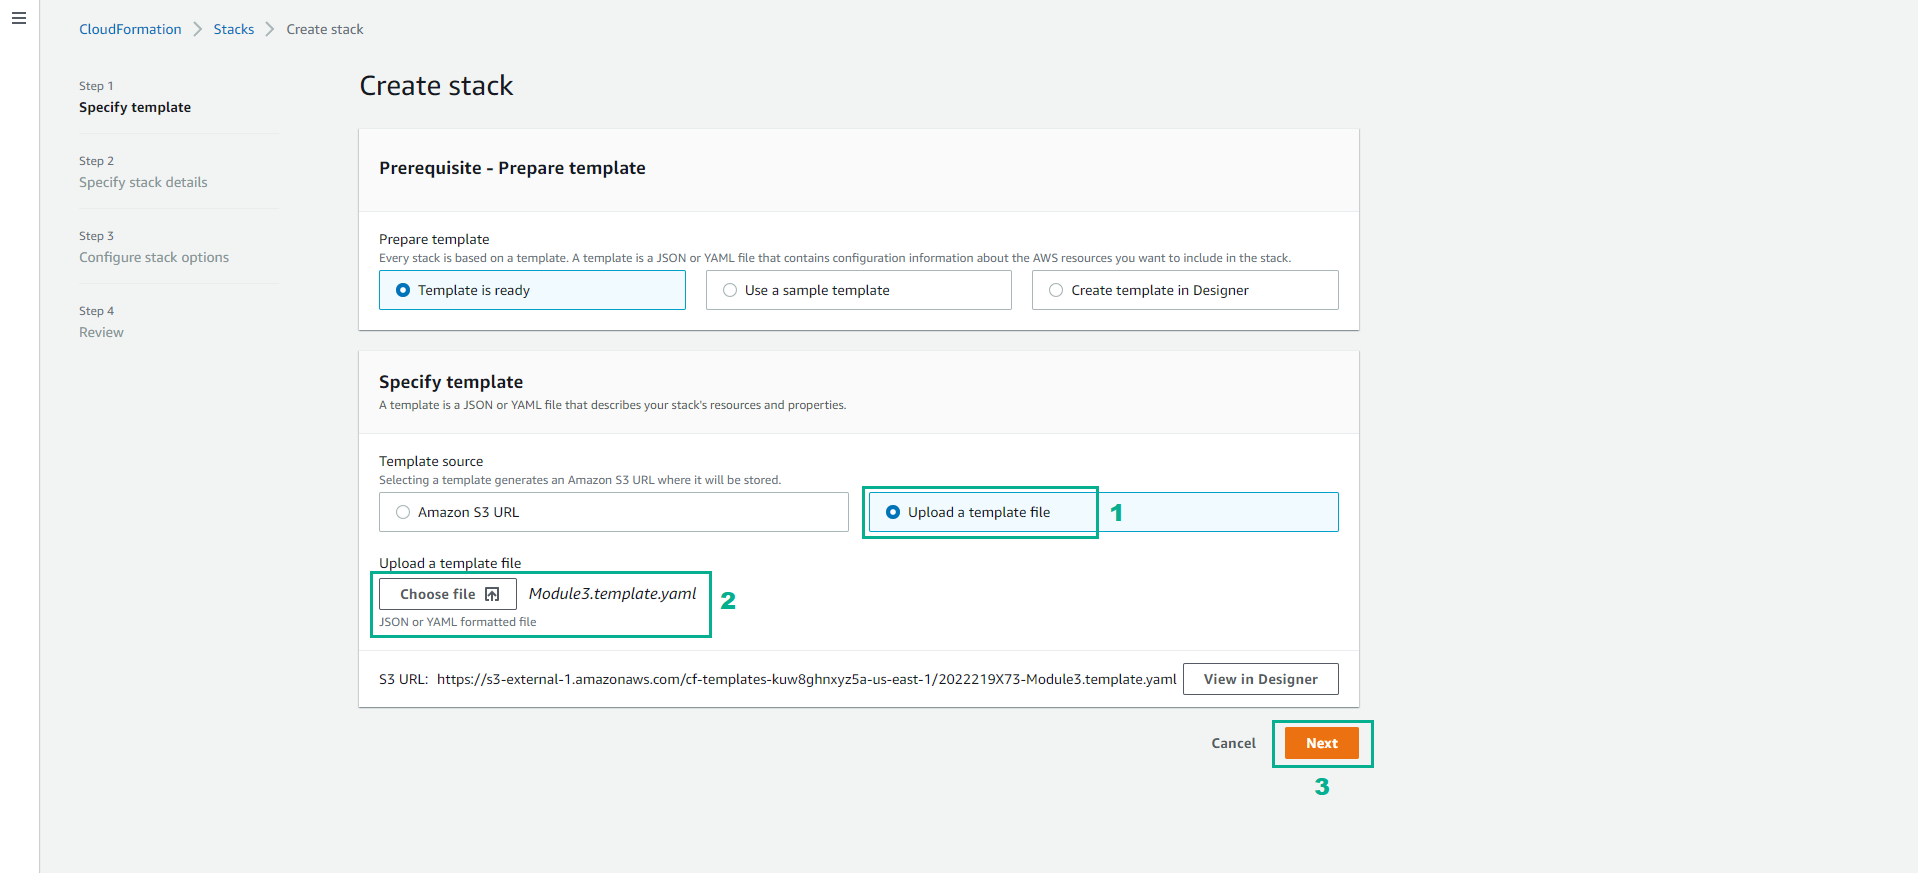 CloudFormation > Stacks > Create stack
Step 1
Specify template
Step 2
Specify stack details
Step 3
Configure stack options
Step 4
Review
Create stack
Prerequisite - Prepare template
Prepare template
Every stack is based on a template. A template is a JSON or YAML file that contains configuration information about the AWS resources you want to include in the stack.
Template is ready
Use a sample template
Create template in Designer
Specify template
A template is a JSON or YAML file that describes your stack's resources and properties.
Template source
Selecting a template generates an Amazon S3 URL where it will be stored.
Amazon S3 URL
Upload a template file
1
Upload a template file
Choose file
Module3.template.yaml
2
JSON or YAML formatted file
S3 URL: https://s3-external-1.amazonaws.com/cf-templates-kuw8ghnxyz5a-us-east-1/2022219X73-Module3.template.yaml
View in Designer
Cancel
Next
3